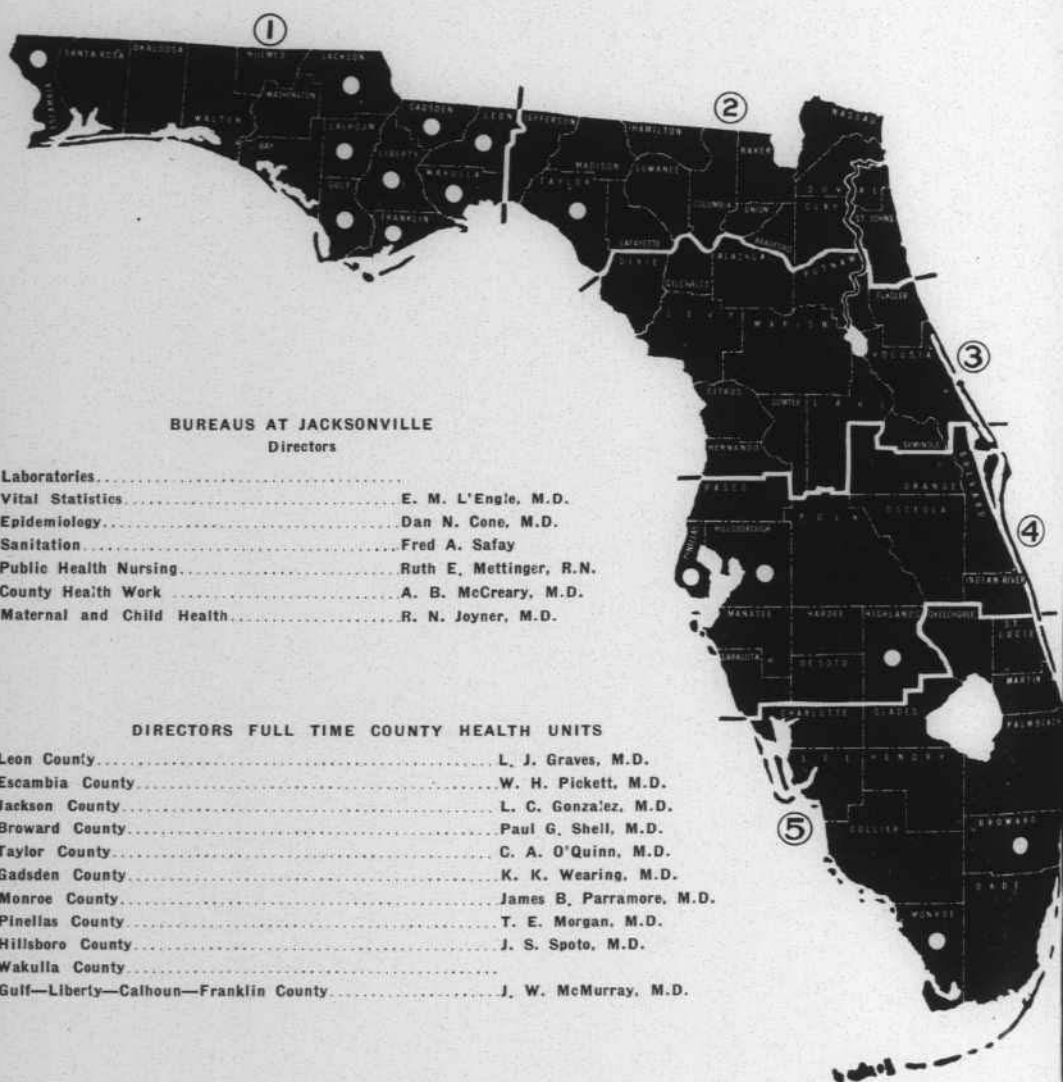 ①
②
SANTA ROSA
OKALOOSA
HOLMES
JACKSON
ESCAMBIA
WALTON
WASHINGTON
BAY
CALHOUN
GULF
LIBERTY
FRANKLIN
GADSDEN
LEON
WAKULLA
JEFFERSON
MADISON
TAYLOR
HAMILTON
SUWANEE
LAFAYETTE
COLUMBIA
BAKER
UNION
BRADFORD
NASSAU
DUVAL
CLAY
ST. JOHNS
DIXIE
GILCHRIST
ALACHUA
PUTNAM
FLAGLER
LEVY
MARION
VOLUSIA
③
CITRUS
SUMTER
LAKE
HERNANDO
SEMINOLE
PASCO
ORANGE
BREVARD
OSCEOLA
POLK
HILLSBOROUGH
PINELLAS
④
INDIAN RIVER
MANATEE
HARDEE
HIGHLANDS
OKEECHOBEE
ST. LUCIE
SARASOTA
DESOTO
MARTIN
CHARLOTTE
GLADES
PALM BEACH
LEE
HENDRY
⑤
COLLIER
BROWARD
DADE
MONROE
BUREAUS AT JACKSONVILLE
Directors
Laboratories..............................
Vital Statistics..............................E. M. L'Engle, M.D.
Epidemiology..............................Dan N. Cone, M.D.
Sanitation..............................Fred A. Safay
Public Health Nursing..............................Ruth E. Mettinger, R.N.
County Health Work ..............................A. B. McCreary, M.D.
Maternal and Child Health..............................R. N. Joyner, M.D.
DIRECTORS FULL TIME COUNTY HEALTH UNITS
Leon County..............................L. J. Graves, M.D.
Escambia County..............................W. H. Pickett, M.D.
Jackson County..............................L. C. Gonzalez, M.D.
Broward County..............................Paul G. Shell, M.D.
Taylor County..............................C. A. O'Quinn, M.D.
Gadsden County..............................K. K. Wearing, M.D.
Monroe County..............................James B. Parramore, M.D.
Pinellas County..............................T. E. Morgan, M.D.
Hillsboro County..............................J. S. Spoto, M.D.
Wakulla County..............................
Gulf—Liberty—Calhoun—Franklin County..............................J. W. McMurray, M.D.